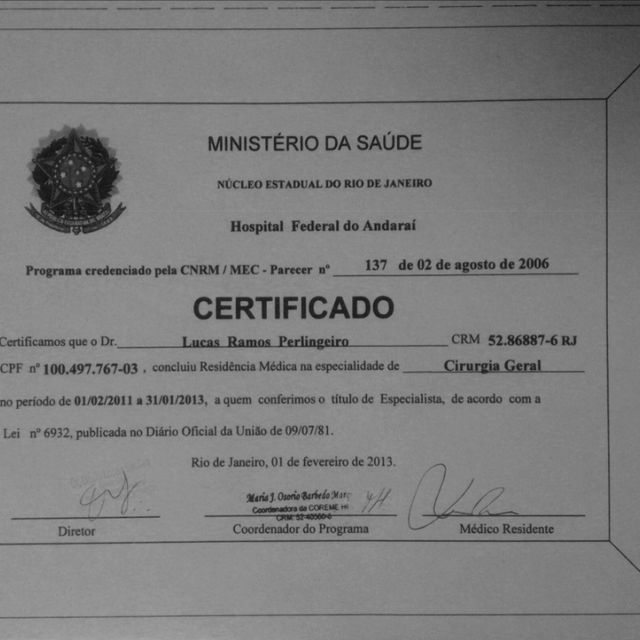 MINISTÉRIO DA SAÚDE
NÚCLEO ESTADUAL DO RIO DE JANEIRO
Hospital Federal do Andaraí
Programa credenciado pela CNRM / MEC - Parecer nº 137 de 02 de agosto de 2006
CERTIFICADO
Certificamos que o Dr. Lucas Ramos Perlingeiro CRM 52.86887-6 RJ
CPF nº 100.497.767-03 , concluiu Residência Médica na especialidade de Cirurgia Geral
no período de 01/02/2011 a 31/01/2013, a quem conferimos o título de Especialista, de acordo com a
Lei nº 6932, publicada no Diário Oficial da União de 09/07/81.
Rio de Janeiro, 01 de fevereiro de 2013.
Maria J. Osorio Barbedo
Coordenadora da COREME
Diretor
Coordenador do Programa
Médico Residente